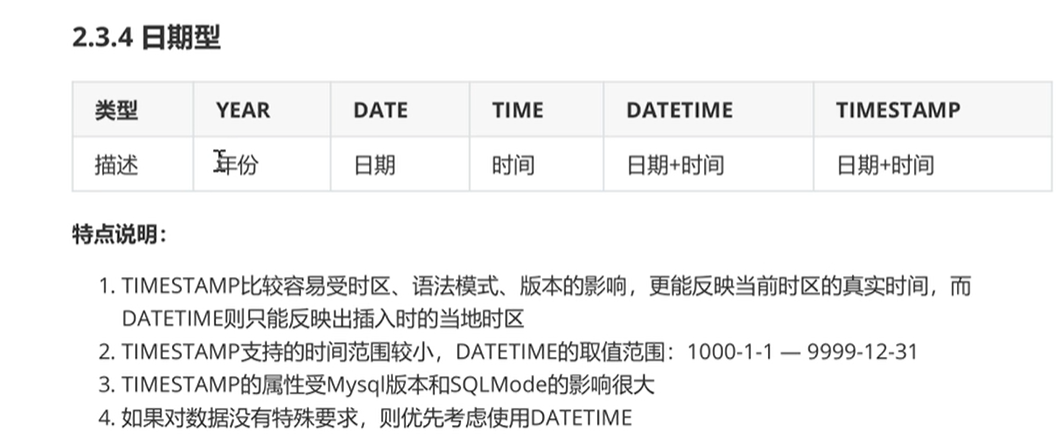 2.3.4 日期型
类型 YEAR DATE TIME DATETIME TIMESTAMP
描述 年份 日期 时间 日期+时间 日期+时间
特点说明：
1. TIMESTAMP比较容易受时区、语法模式、版本的影响，更能反映当前时区的真实时间，而
DATETIME则只能反映出插入时的当地时区
2. TIMESTAMP支持的时间范围较小，DATETIME的取值范围：1000-1-1 — 9999-12-31
3. TIMESTAMP的属性受Mysql版本和SQLMode的影响很大
4. 如果对数据没有特殊要求，则优先考虑使用DATETIME